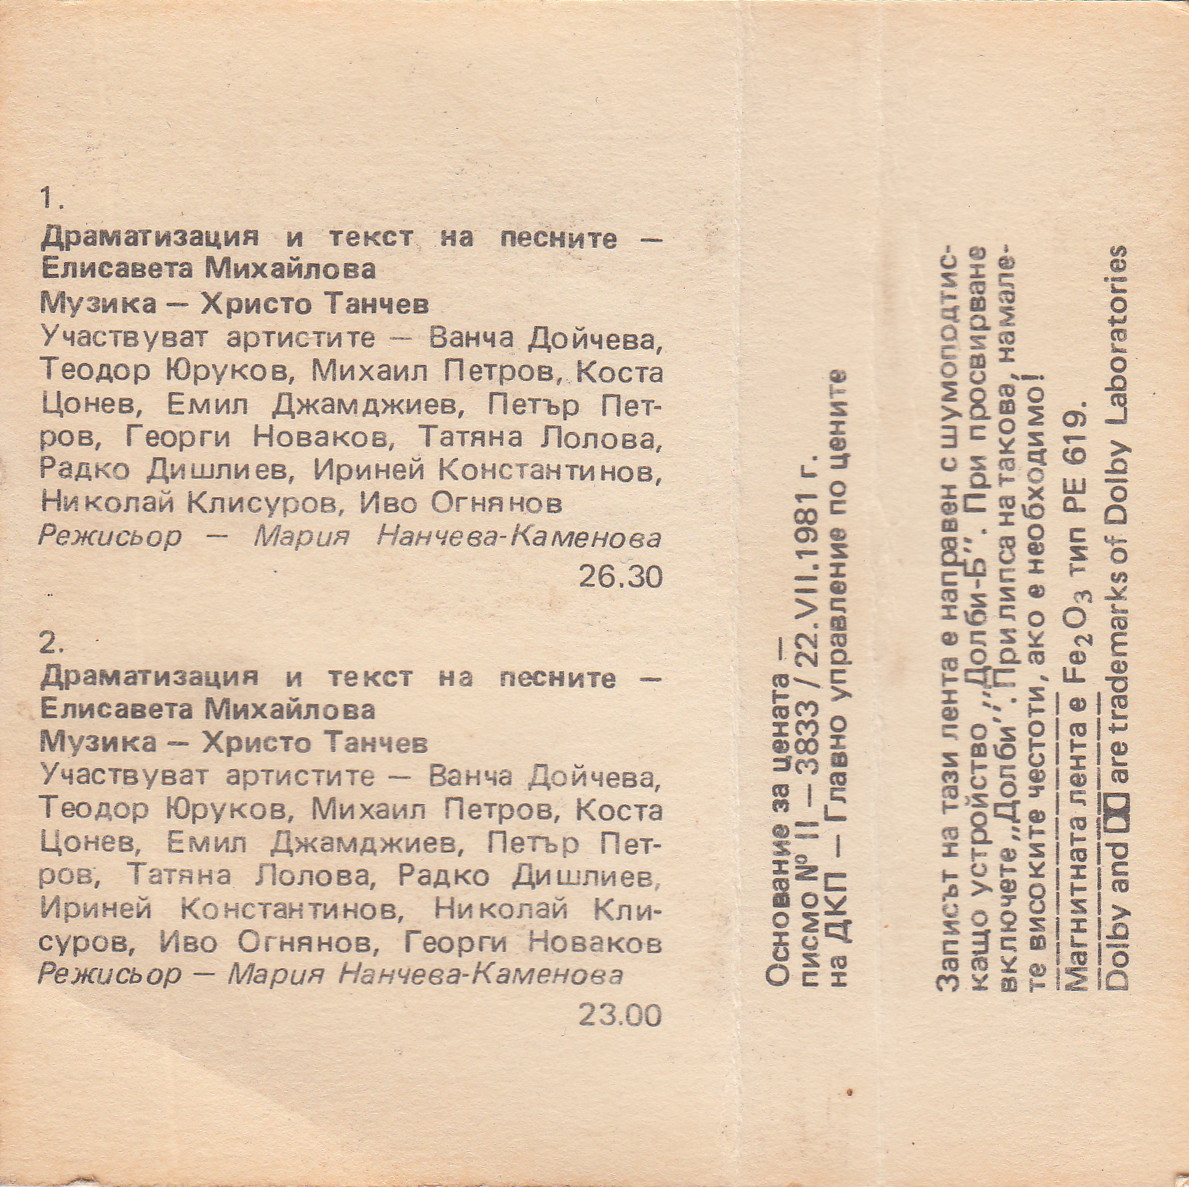 1.
Драматизация и текст на песните —
Елисавета Михайлова
Музика — Христо Танчев
Участвуват артистите — Ванча Дойчева,
Теодор Юруков, Михаил Петров, Коста
Цонев, Емил Джамджиев, Петър Пет-
ров, Георги Новаков, Татяна Лолова,
Радко Дишлиев, Ириней Константинов,
Николай Клисуров, Иво Огнянов
Режисьор — Мария Нанчева-Каменова
26.30
2.
Драматизация и текст на песните —
Елисавета Михайлова
Музика — Христо Танчев
Участвуват артистите — Ванча Дойчева,
Теодор Юруков, Михаил Петров, Коста
Цонев, Емил Джамджиев, Петър Пет-
ров, Татяна Лолова, Радко Дишлиев,
Ириней Константинов, Николай Кли-
суров, Иво Огнянов, Георги Новаков
Режисьор — Мария Нанчева-Каменова
23.00
Основание за цената —
писмо № II — 3833 / 22.VII.1981 г.
на ДКП — Главно управление по цените
Записът на тази лента е направен с шумоподтис-
кащо устройство ,,Долби-Б''. При просвирване
включете,,Долби''. При липса на такова, намале-
те високите честоти, ако е необходимо!
Магнитната лента е Fe2O3 тип PE 619.
Dolby and are trademarks of Dolby Laboratories